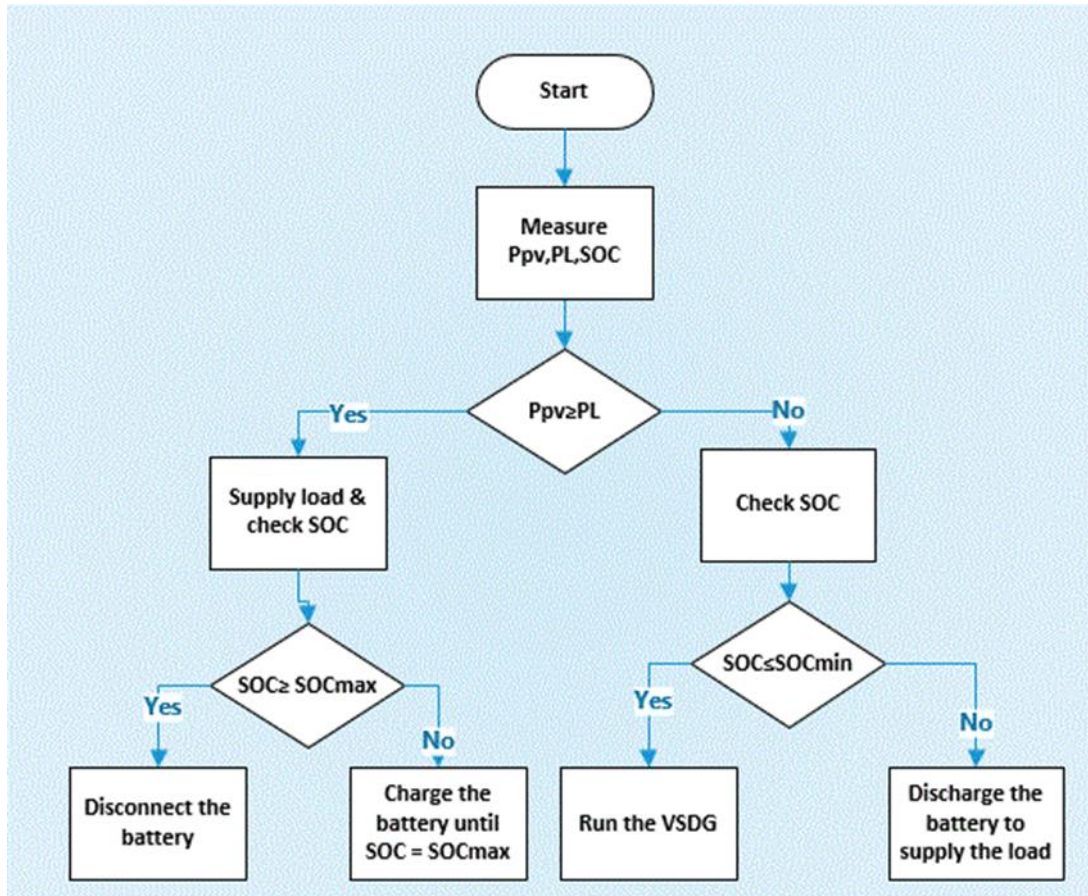 Start
Measure
Ppv,PL,SOC
Ppv≥PL
Yes
No
Supply load &
check SOC
Check SOC
SOC≥ SOCmax
SOC≤SOCmin
Yes
No
Yes
No
Disconnect the
battery
Charge the
battery until
SOC = SOCmax
Run the VSDG
Discharge the
battery to
supply the load